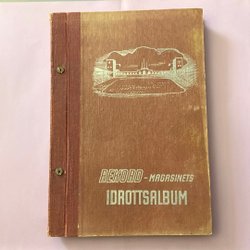 REKORD - MAGASINETS
IDROTTSALBUM